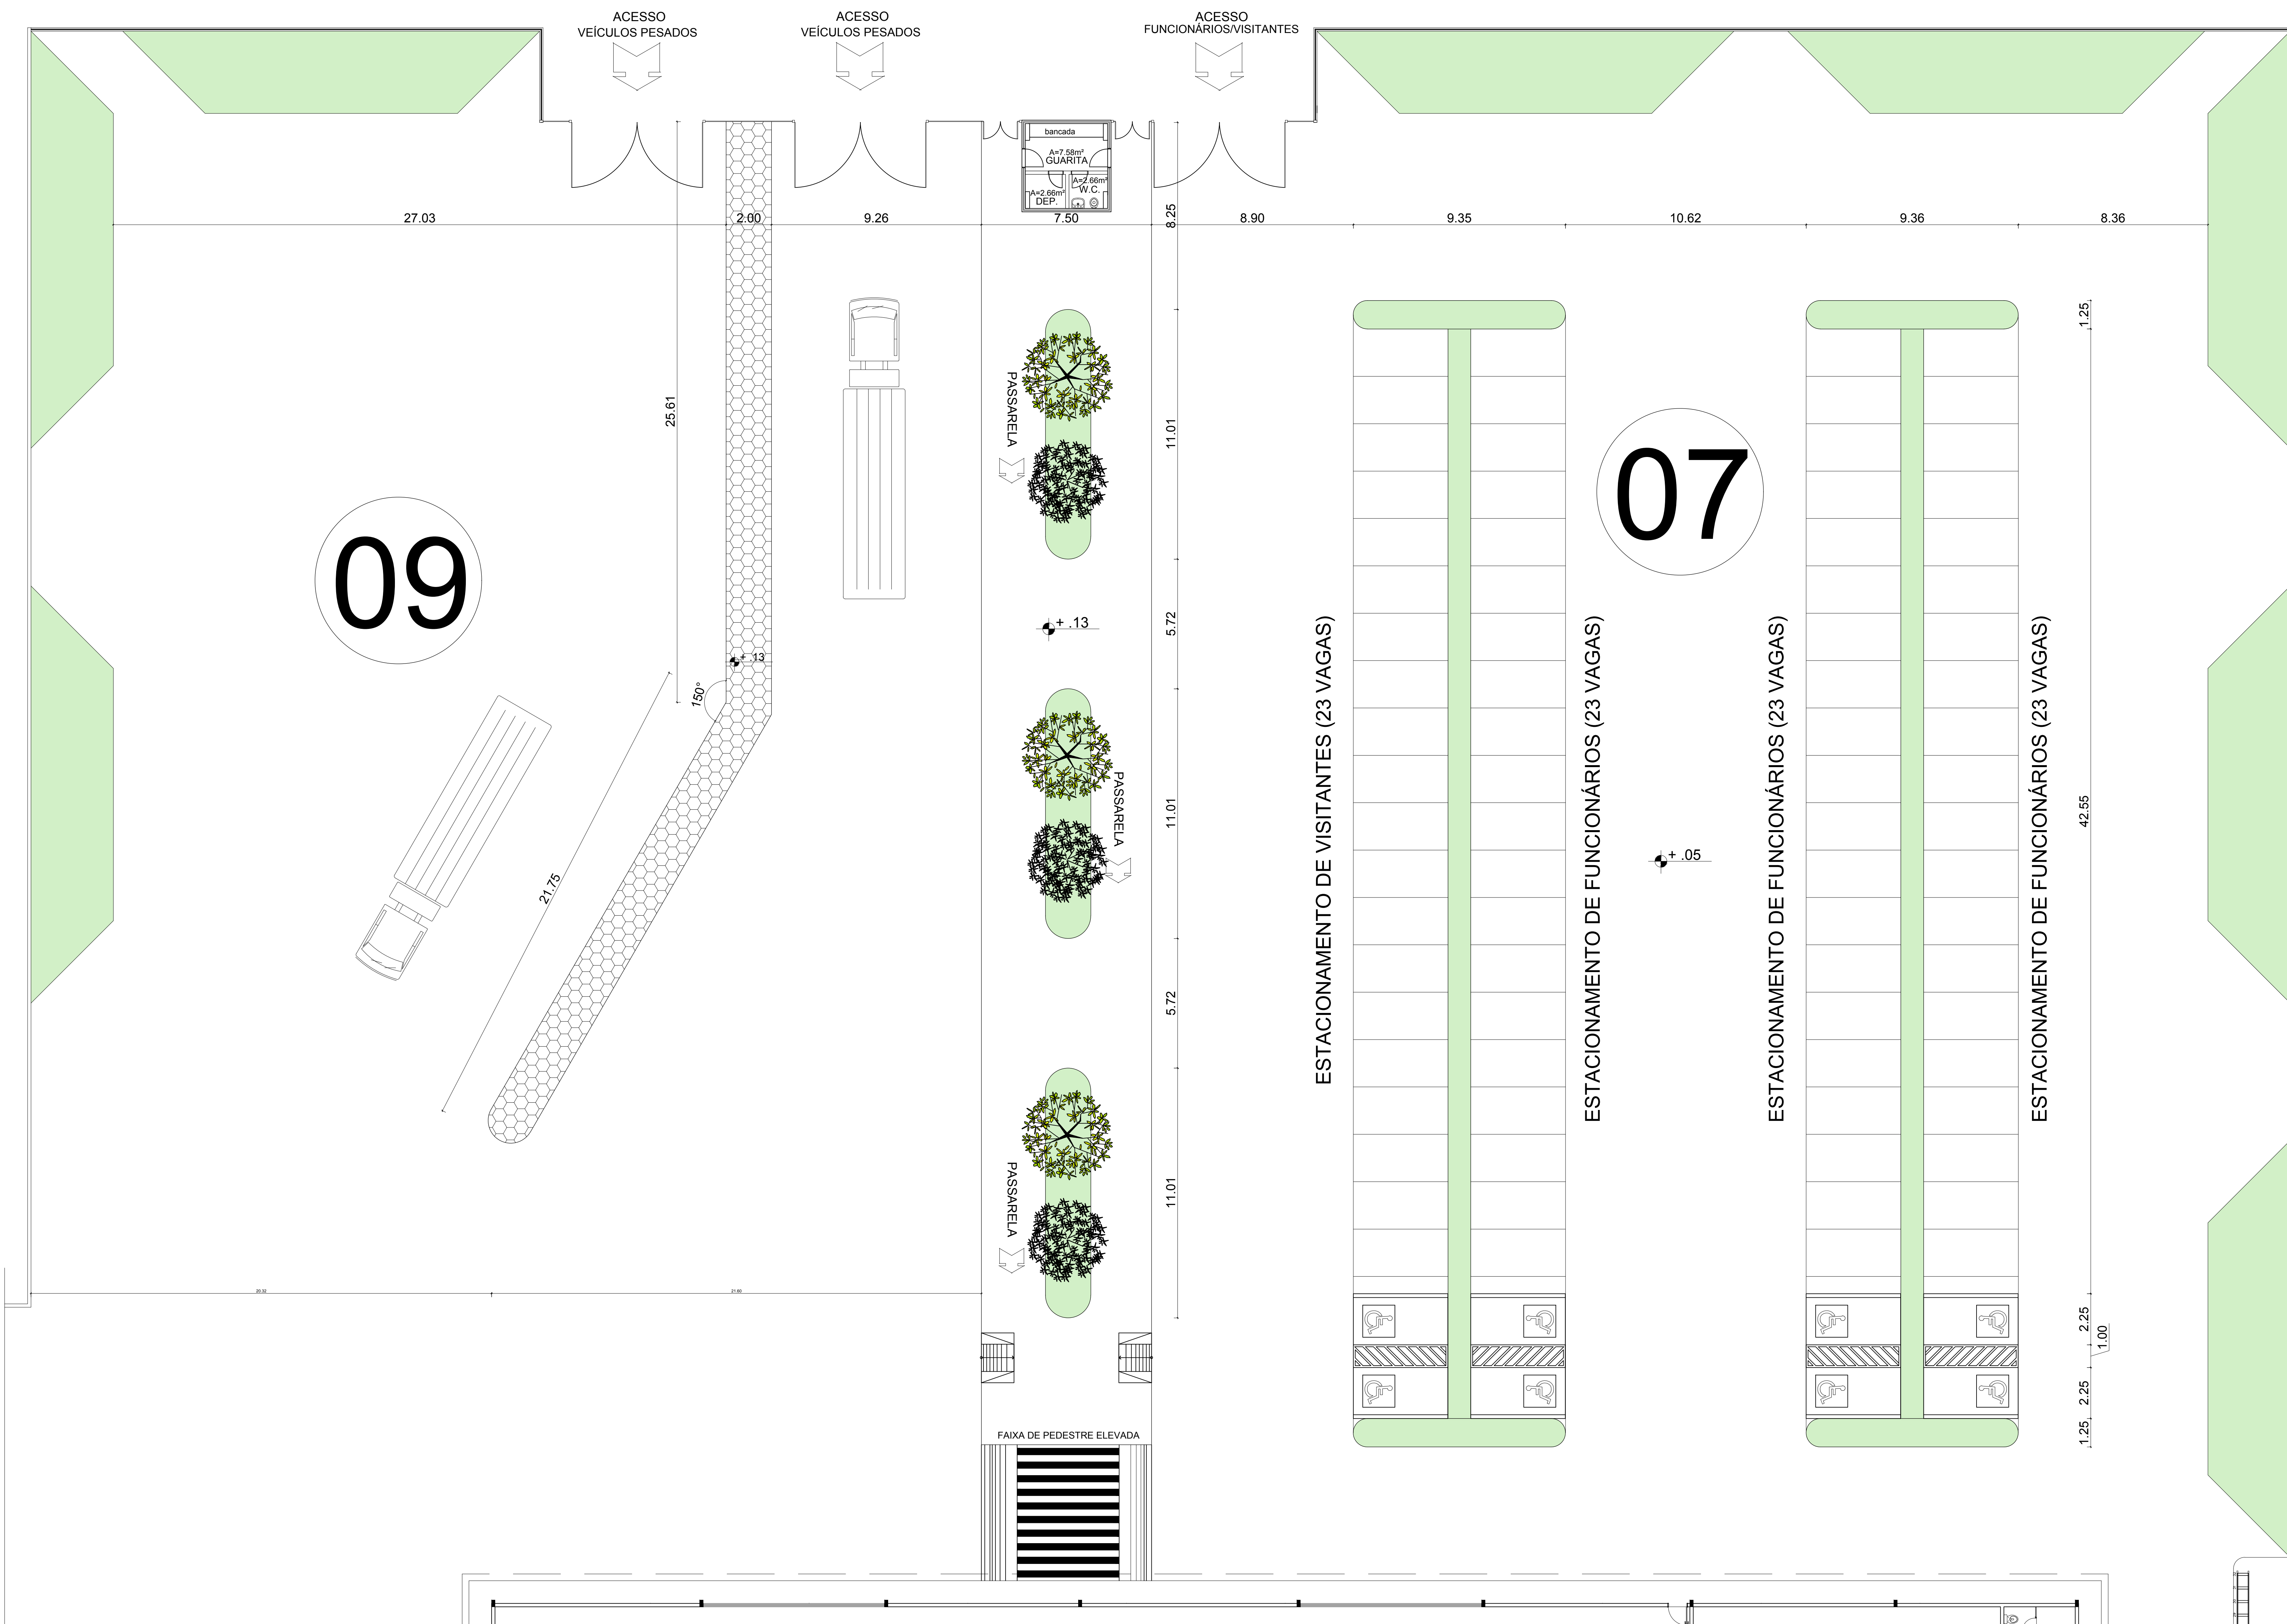 ACESSO
VEÍCULOS PESADOS
ACESSO
VEÍCULOS PESADOS
ACESSO
FUNCIONÁRIOS/VISITANTES
bancada
A=7.58m²
GUARITA
A=2.66m²
W.C.
A=2.66m²
DEP.
27.03
2.00
9.26
7.50
8.25
8.90
9.35
10.62
9.36
8.36
1.25
25.61
PASSARELA
11.01
07
09
+ .13
5.72
+ .13
150°
ESTACIONAMENTO DE VISITANTES (23 VAGAS)
ESTACIONAMENTO DE FUNCIONÁRIOS (23 VAGAS)
ESTACIONAMENTO DE FUNCIONÁRIOS (23 VAGAS)
ESTACIONAMENTO DE FUNCIONÁRIOS (23 VAGAS)
PASSARELA
11.01
42.55
+ .05
21.75
5.72
PASSARELA
11.01
20.32
21.60
2.25
1.00
2.25
1.25
FAIXA DE PEDESTRE ELEVADA